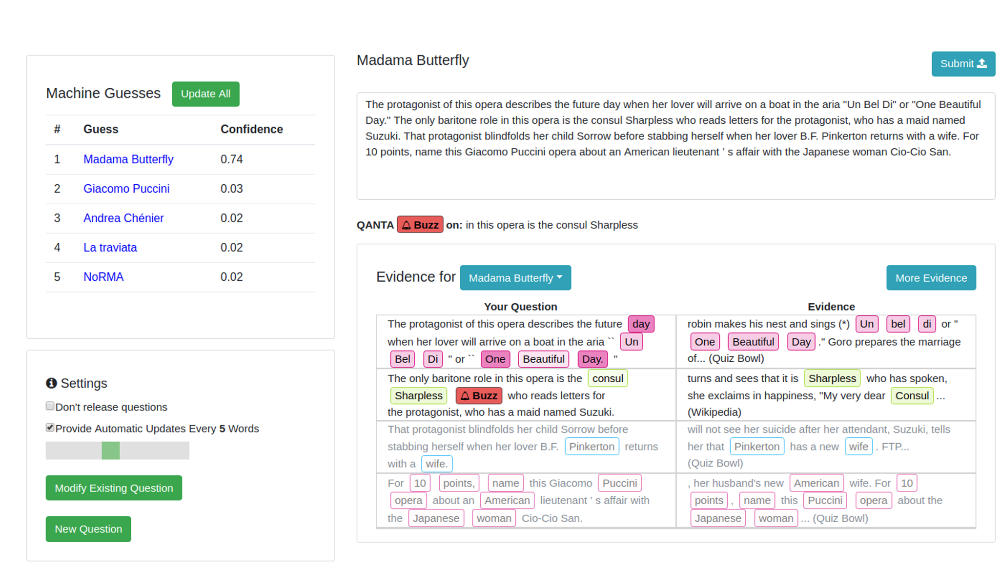 Machine Guesses Update All
# Guess Confidence
1 Madama Butterfly 0.74
2 Giacomo Puccini 0.03
3 Andrea Chénier 0.02
4 La traviata 0.02
5 NoRMA 0.02
Settings
Don't release questions
Provide Automatic Updates Every 5 Words
Modify Existing Question
New Question
Madama Butterfly
Submit
The protagonist of this opera describes the future day when her lover will arrive on a boat in the aria "Un Bel Di" or "One Beautiful
Day." The only baritone role in this opera is the consul Sharpless who reads letters for the protagonist, who has a maid named
Suzuki. That protagonist blindfolds her child Sorrow before stabbing herself when her lover B.F. Pinkerton returns with a wife. For
10 points, name this Giacomo Puccini opera about an American lieutenant ’ s affair with the Japanese woman Cio-Cio San.
QANTA Buzz on: in this opera is the consul Sharpless
Evidence for Madama Butterfly
More Evidence
Your Question
The protagonist of this opera describes the future day
when her lover will arrive on a boat in the aria `` Un
Bel Di " or `` One Beautiful Day. "
The only baritone role in this opera is the consul
Sharpless Buzz who reads letters for
the protagonist, who has a maid named Suzuki.
That protagonist blindfolds her child Sorrow before
stabbing herself when her lover B.F. Pinkerton returns
with a wife.
For 10 points, name this Giacomo Puccini
opera about an American lieutenant ’ s affair with
the Japanese woman Cio-Cio San.
Evidence
robin makes his nest and sings (*) Un bel di or "
One Beautiful Day ." Goro prepares the marriage
of... (Quiz Bowl)
turns and sees that it is Sharpless who has spoken,
she exclaims in happiness, "My very dear Consul ...
(Wikipedia)
will not see her suicide after her attendant, Suzuki, tells
her that Pinkerton has a new wife . FTP...
(Quiz Bowl)
, her husband's new American wife. For 10
points , name this Puccini opera about the
Japanese woman ... (Quiz Bowl)